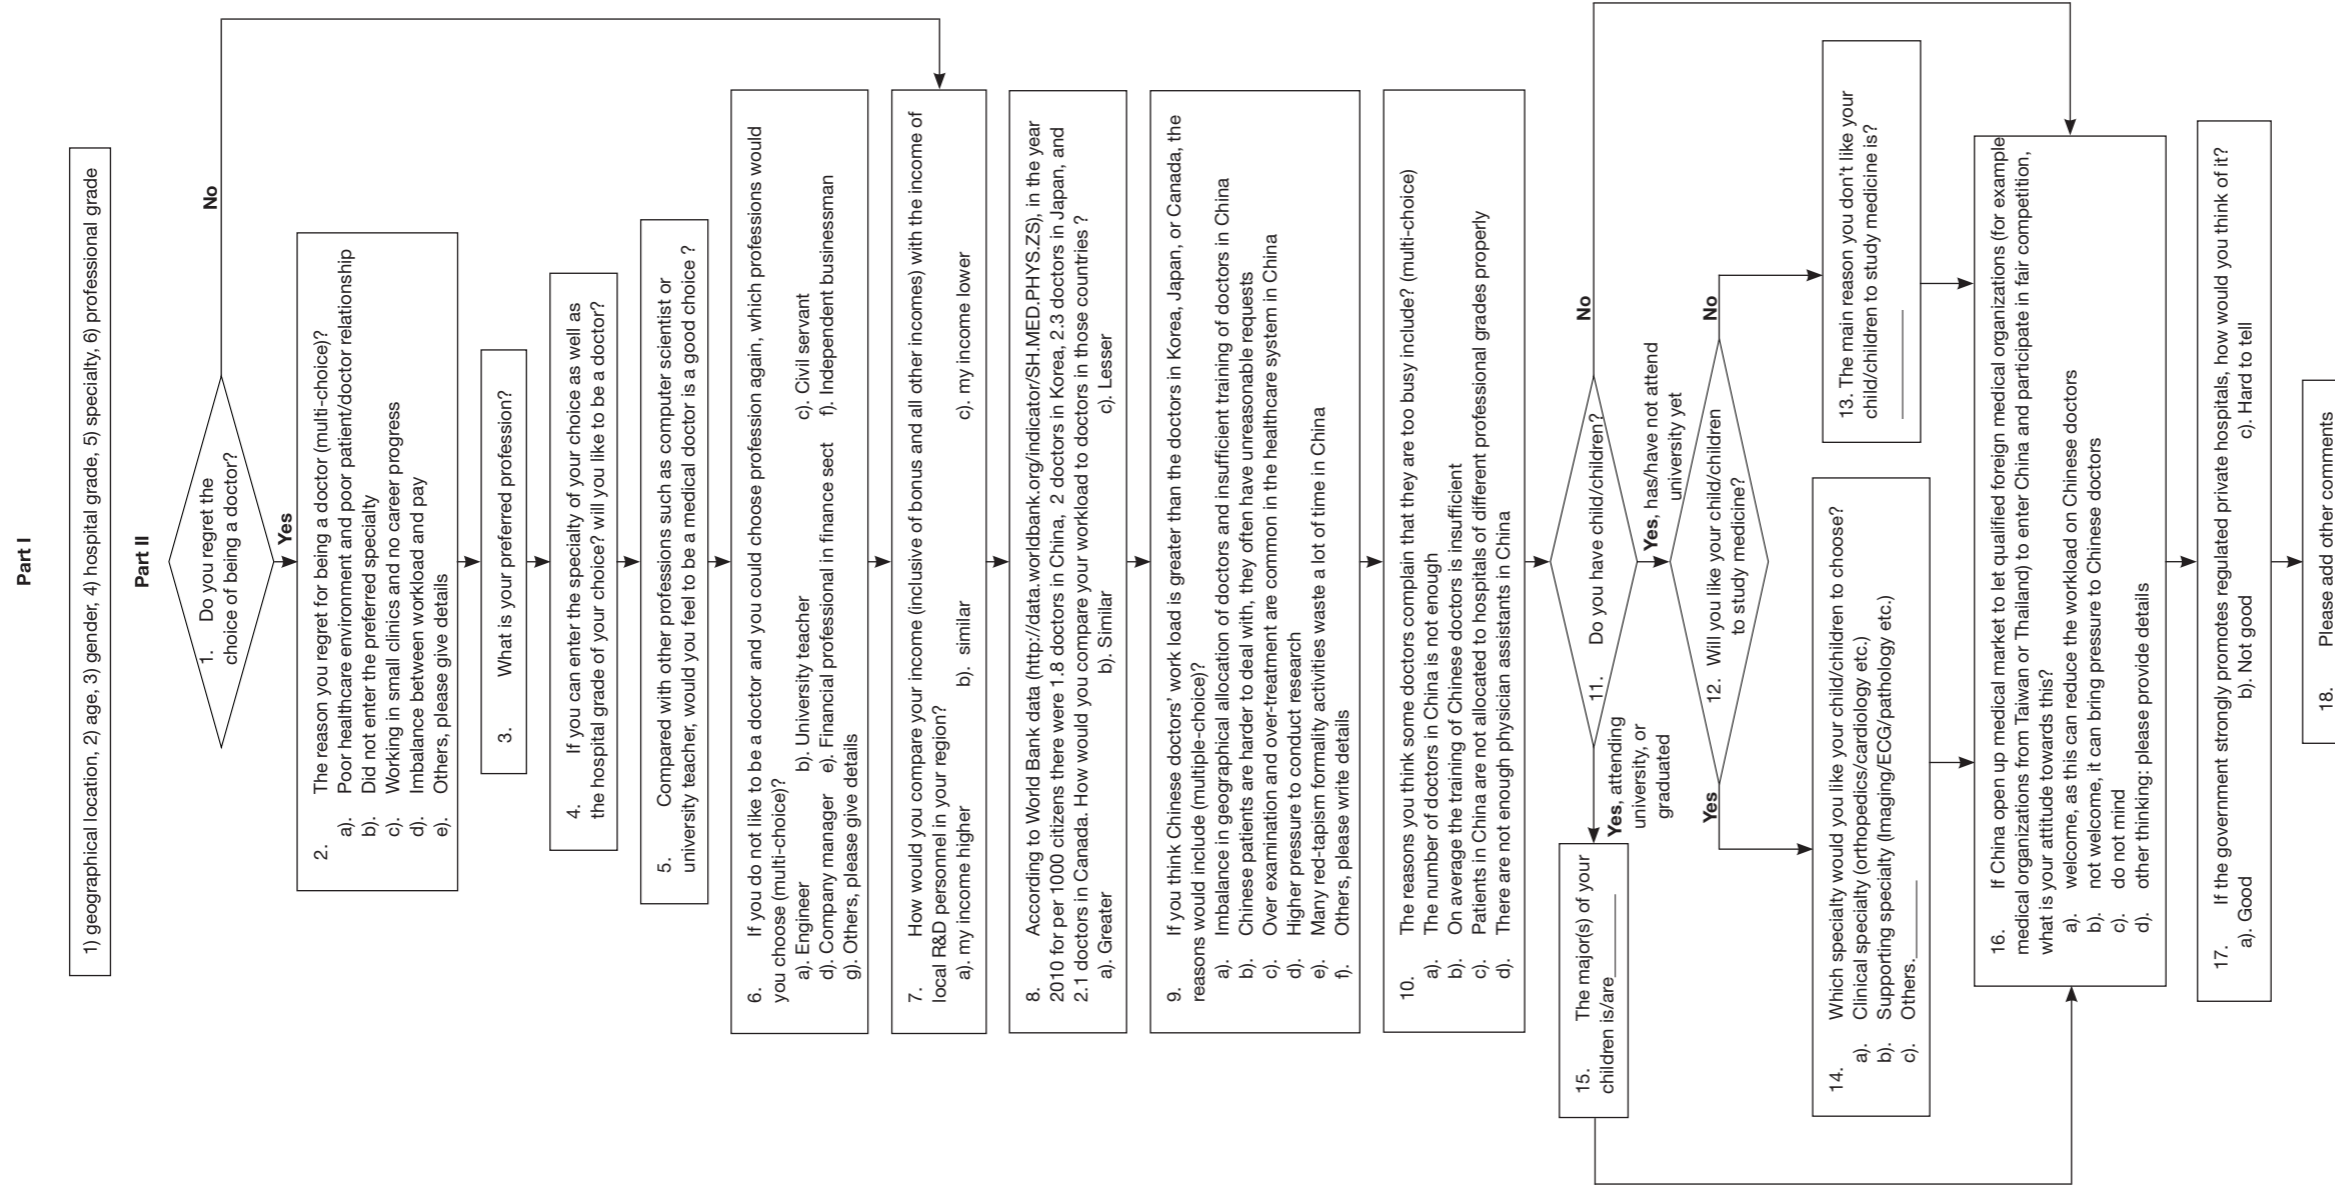 Part I
1) geographical location, 2) age, 3) gender, 4) hospital grade, 5) specialty, 6) professional grade
Part II
1. Do you regret the
choice of being a doctor?
No
Yes
2. The reason you regret for being a doctor (multi-choice)?
a). Poor healthcare environment and poor patient/doctor relationship
b). Did not enter the preferred specialty
c). Working in small clinics and no career progress
d). Imbalance between workload and pay
e). Others, please give details
3. What is your preferred profession?
4. If you can enter the specialty of your choice as well as
the hospital grade of your choice? will you like to be a doctor?
5. Compared with other professions such as computer scientist or
university teacher, would you feel to be a medical doctor is a good choice ?
6. If you do not like to be a doctor and you could choose profession again, which professions would
you choose (multi-choice)?
a). Engineer b). University teacher c). Civil servant
d). Company manager e). Financial professional in finance sect f). Independent businessman
g). Others, please give details
7. How would you compare your income (inclusive of bonus and all other incomes) with the income of
local R&D personnel in your region?
a). my income higher b). similar c). my income lower
8. According to World Bank data (http://data.worldbank.org/indicator/SH.MED.PHYS.ZS), in the year
2010 for per 1000 citizens there were 1.8 doctors in China, 2 doctors in Korea, 2.3 doctors in Japan, and
2.1 doctors in Canada. How would you compare your workload to doctors in those countries ?
a). Greater b). Similar c). Lesser
9. If you think Chinese doctors' work load is greater than the doctors in Korea, Japan, or Canada, the
reasons would include (multiple-choice)?
a). Imbalance in geographical allocation of doctors and insufficient training of doctors in China
b). Chinese patients are harder to deal with, they often have unreasonable requests
c). Over examination and over-treatment are common in the healthcare system in China
d). Higher pressure to conduct research
e). Many red-tapism formality activities waste a lot of time in China
f). Others, please write details
10. The reasons you think some doctors complain that they are too busy include? (multi-choice)
a). The number of doctors in China is not enough
b). On average the training of Chinese doctors is insufficient
c). Patients in China are not allocated to hospitals of different professional grades properly
d). There are not enough physician assistants in China
11. Do you have child/children?
No
Yes, attending
university, or
graduated
Yes, has/have not attend
university yet
15. The major(s) of your
children is/are_______
12. Will you like your child/children
to study medicine?
Yes
No
14. Which specialty would you like your child/children to choose?
a). Clinical specialty (orthopedics/cardiology etc.)
b). Supporting specialty (Imaging/ECG/pathology etc.)
c). Others._______
13. The main reason you don't like your
child/children to study medicine is?
_________
16. If China open up medical market to let qualified foreign medical organizations (for example
medical organizations from Taiwan or Thailand) to enter China and participate in fair competition,
what is your attitude towards this?
a). welcome, as this can reduce the workload on Chinese doctors
b). not welcome, it can bring pressure to Chinese doctors
c). do not mind
d). other thinking: please provide details
17. If the government strongly promotes regulated private hospitals, how would you think of it?
a). Good b). Not good c). Hard to tell
18. Please add other comments